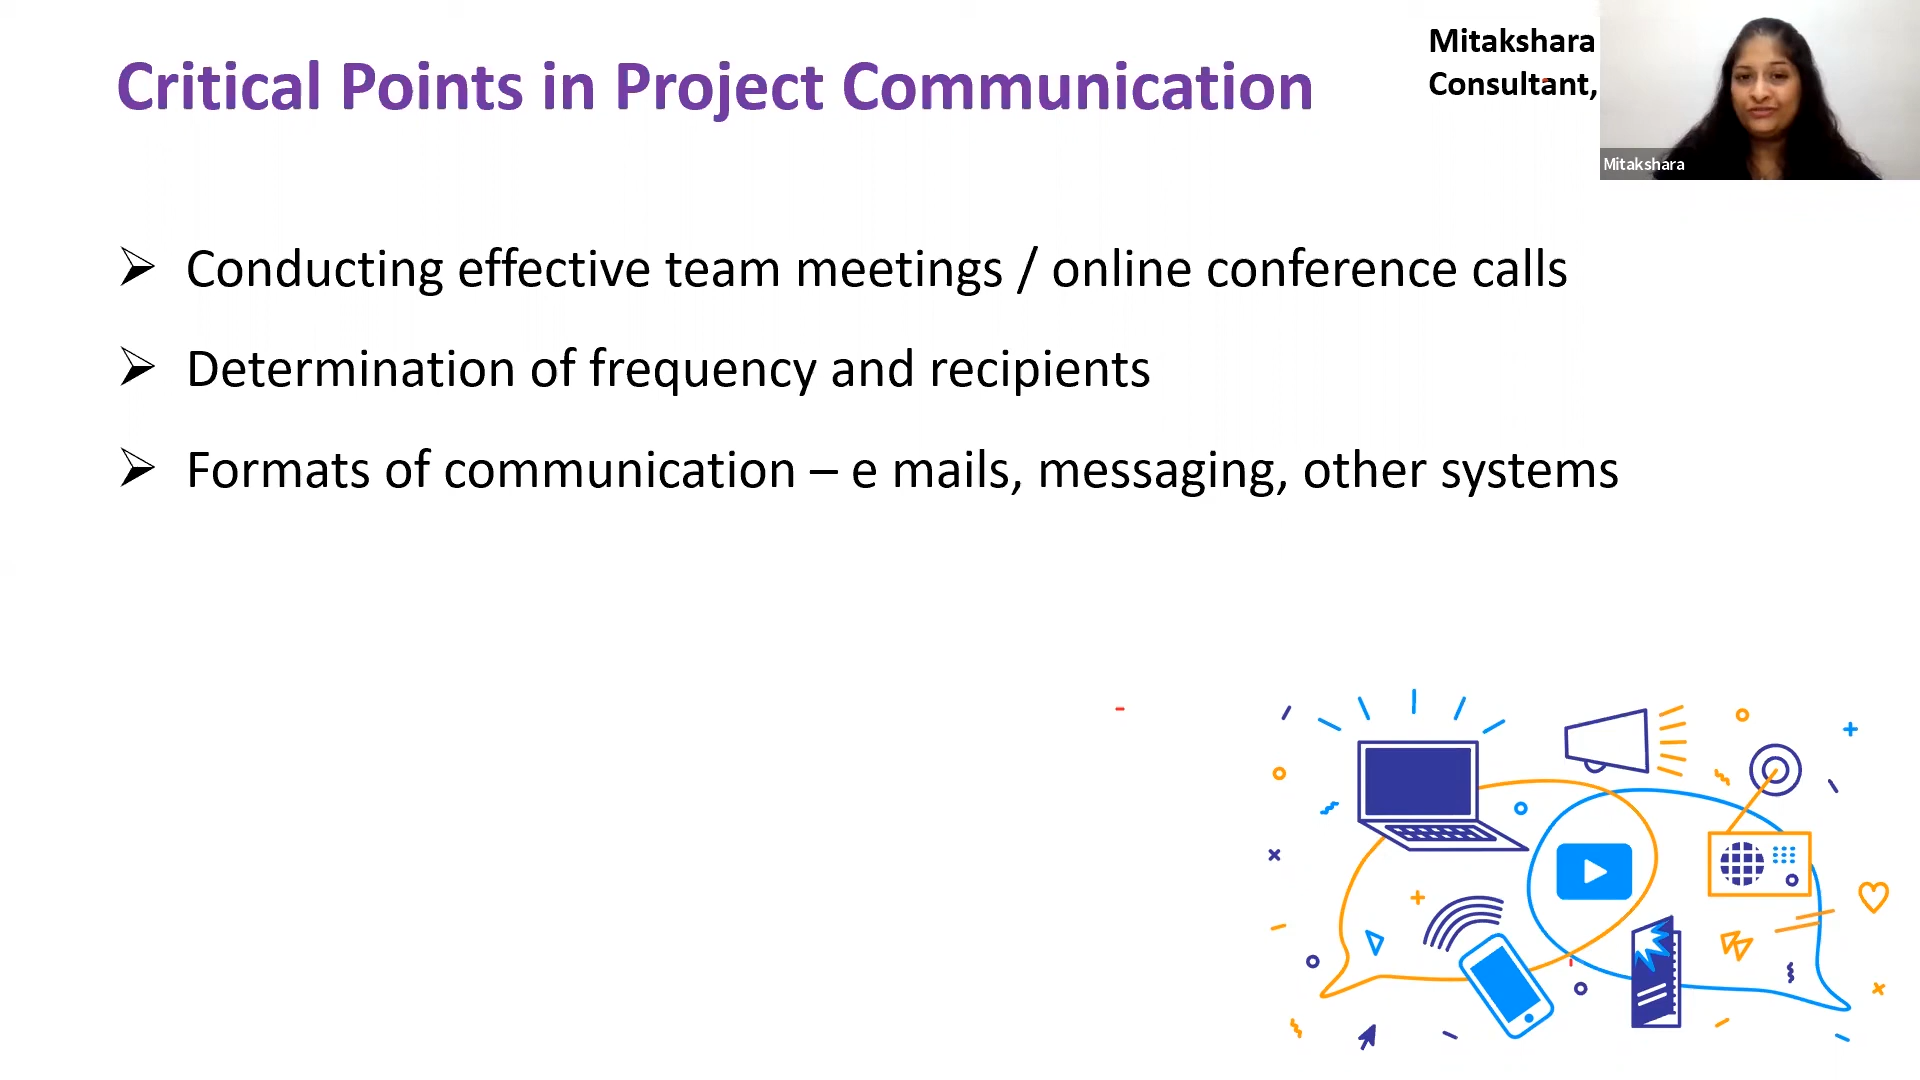 Critical Points in Project Communication
Mitakshara
Consultant,
Mitakshara
➢ Conducting effective team meetings / online conference calls
➢ Determination of frequency and recipients
➢ Formats of communication – e mails, messaging, other systems